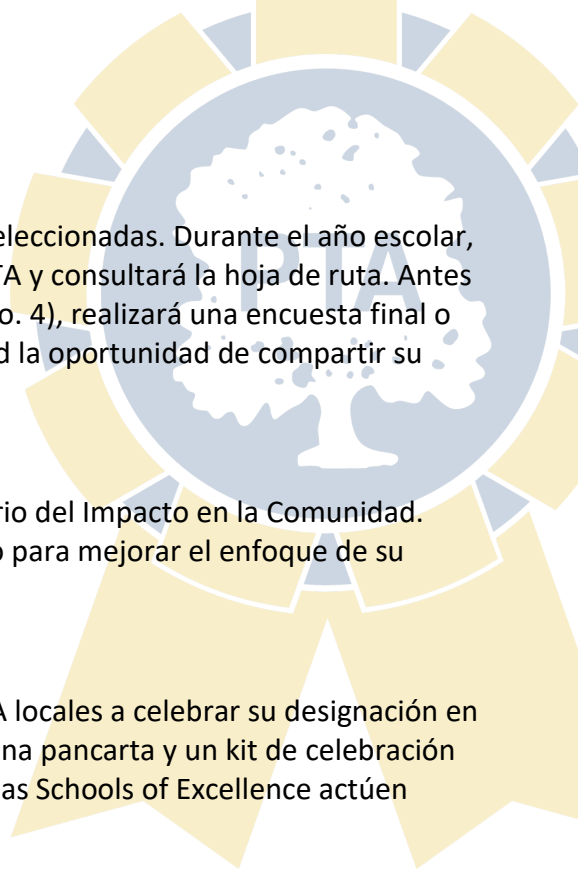 eleccionadas. Durante el año escolar,
TA y consultará la hoja de ruta. Antes
o. 4), realizará una encuesta final o
d la oportunidad de compartir su
PTA
rio del Impacto en la Comunidad.
o para mejorar el enfoque de su
A locales a celebrar su designación en
na pancarta y un kit de celebración
as Schools of Excellence actúen